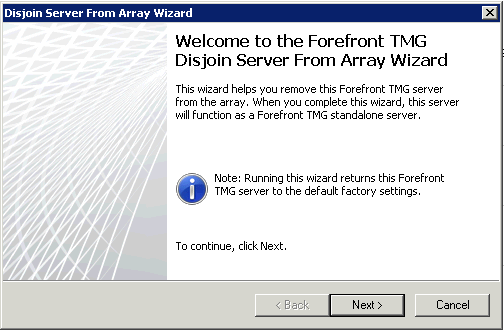 Disjoin Server From Array Wizard
Welcome to the Forefront TMG
Disjoin Server From Array Wizard
This wizard helps you remove this Forefront TMG server
from the array. When you complete this wizard, this server
will function as a Forefront TMG standalone server.
Note: Running this wizard returns this Forefront
TMG server to the default factory settings.
To continue, click Next.
< Back
Next >
Cancel